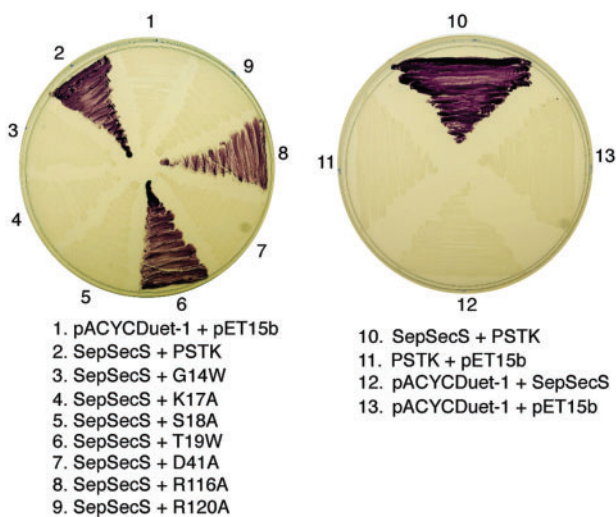 1
2
9
3
8
4
7
5
6
10
11
13
12
1. pACYCDuet-1 + pET15b
2 SepSecS + PSTK
3 SepSecS + G14W
4 SepSecS + K17A
5 SepSecS + S18A
6 SepSecS + T19W
7 SepSecS + D41A
8 SepSecS + R116A
9 SepSecS + R120A
10. SepSecS + PSTK
11. PSTK + pET15b
12. pACYCDuet-1 + SepSecS
13. pACYCDuet-1 + pET15b